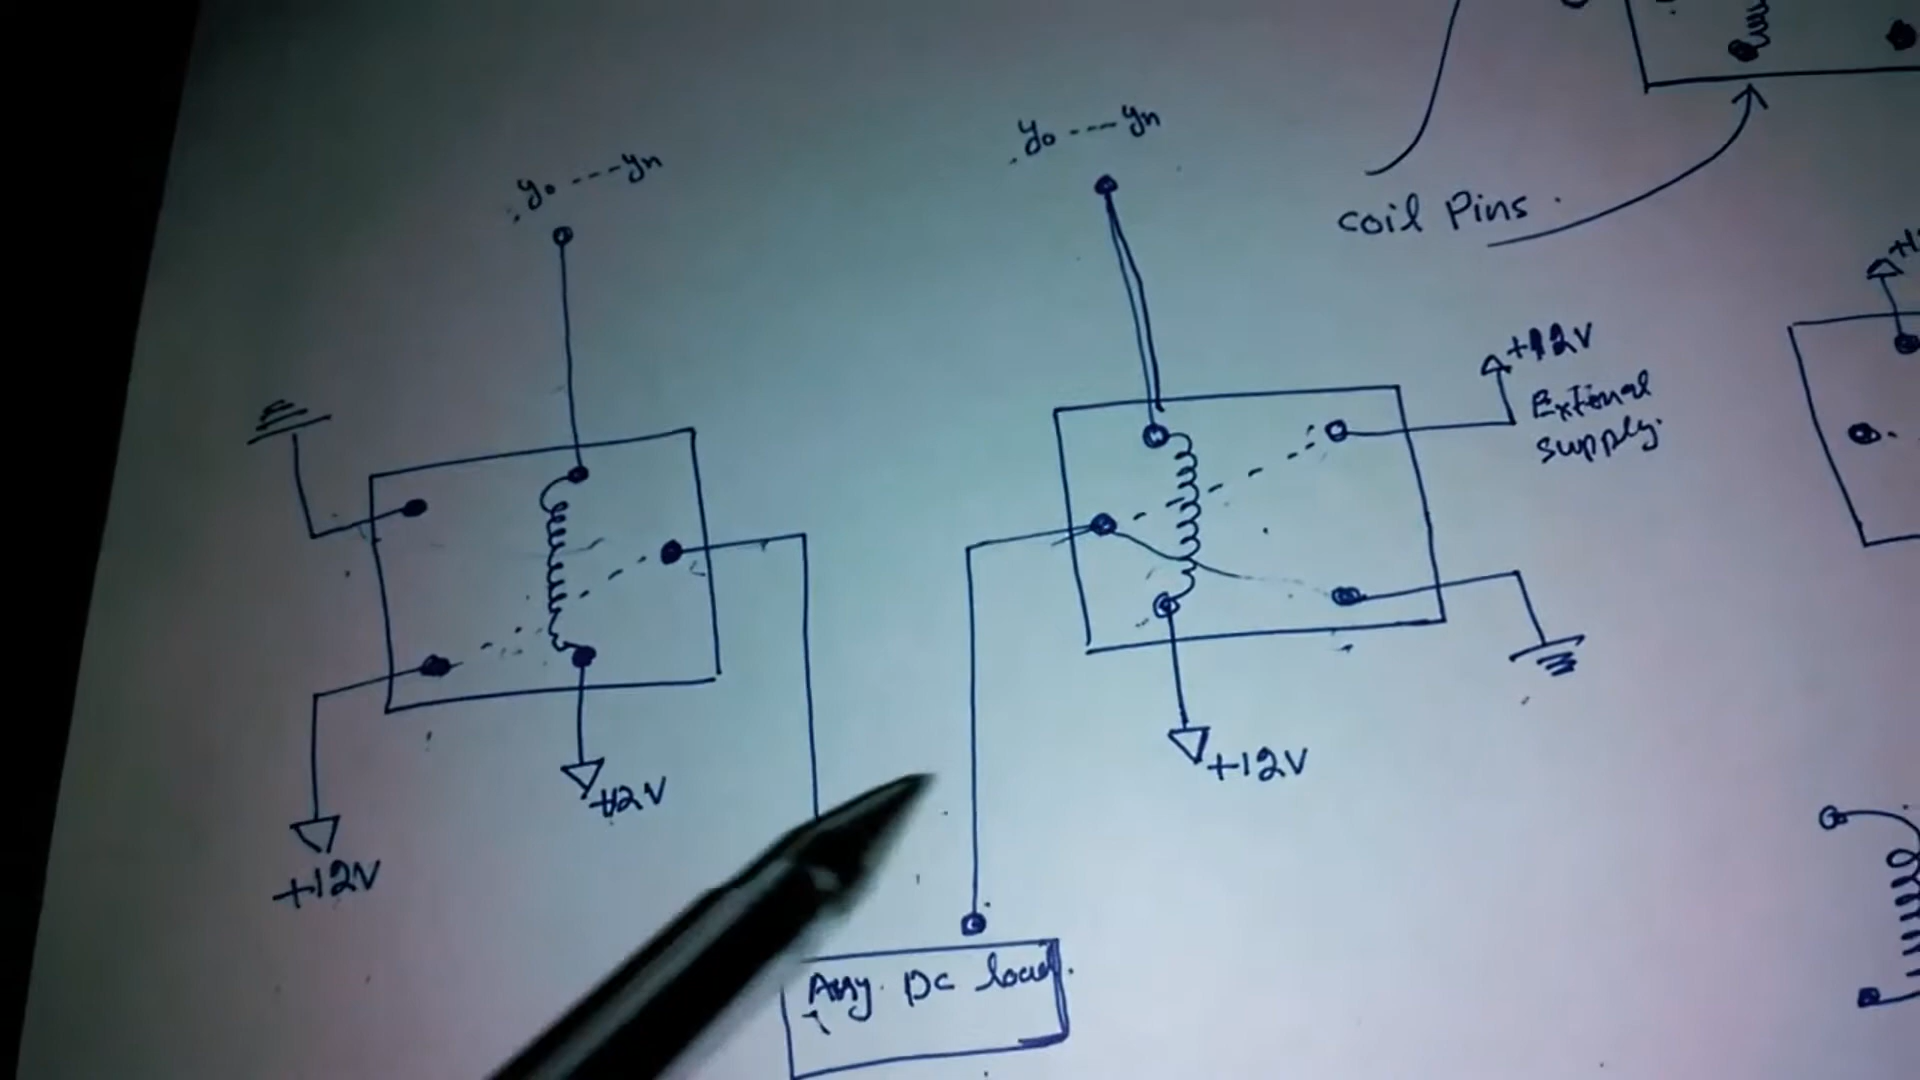 y₀ ---- yn
y₀ ---- yn
coil Pins.
+12V
External
supply.
+12V
+12V
+12V
Any. DC load.